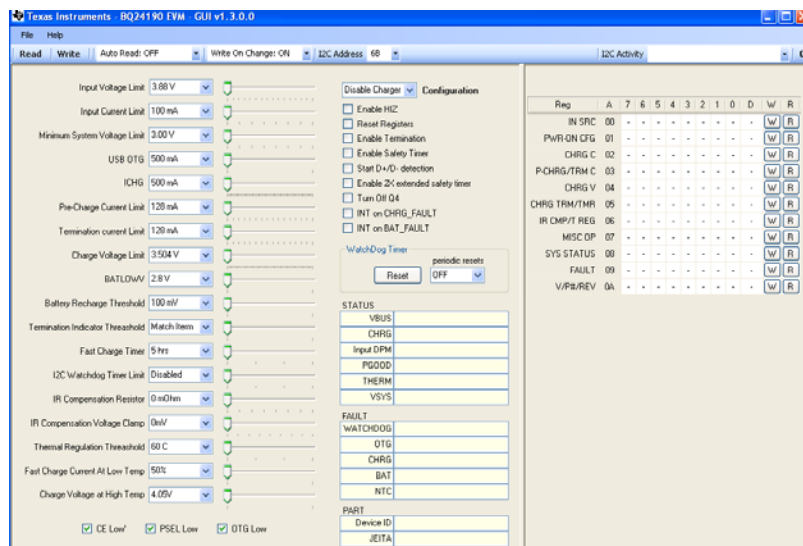 Texas Instruments - BQ24190 EVM - GUI v1.3.0.0
File Help
Read Write Auto Read: OFF Write On Change: ON I2C Address 6B I2C Activity
Input Voltage Limit 3.88 V
Input Current Limit 100 mA
Minimum System Voltage Limit 3.00 V
USB OTG 500 mA
ICHG 500 mA
Pre-Charge Current Limit 128 mA
Termination current Limit 128 mA
Charge Voltage Limit 3.504 V
BATLOWV 2.8 V
Battery Recharge Threshold 100 mV
Termination Indicator Threashold Match Iterm
Fast Charge Timer 5 hrs
I2C Watchdog Timer Limit Disabled
IR Compensation Resistor 0 mOhm
IR Compensation Voltage Clamp 0mV
Thermal Regulation Threashold 60 C
Fast Charge Current At Low Temp 50%
Charge Voltage at High Temp 4.05V
CE Low' PSEL Low OTG Low
Disable Charger Configuration
Enable HIZ
Reset Registers
Enable Termination
Enable Safety Timer
Start D+/D- detection
Enable 2X extended safety timer
Turn Off Q4
INT on CHRG_FAULT
INT on BAT_FAULT
WatchDog Timer
periodic resets
Reset OFF
STATUS
VBUS
CHRG
Input DPM
PGOOD
THERM
VSYS
FAULT
WATCHDOG
OTG
CHRG
BAT
NTC
PART
Device ID
JEITA
Reg A 7 6 5 4 3 2 1 0 D W R
IN SRC 00 - - - - - - - - - W R
PWR-ON CFG 01 - - - - - - - - - W R
CHRG C 02 - - - - - - - - - W R
P-CHRG/TRM C 03 - - - - - - - - - W R
CHRG V 04 - - - - - - - - - W R
CHRG TRM/TMR 05 - - - - - - - - - W R
IR CMP/T REG 06 - - - - - - - - - W R
MISC OP 07 - - - - - - - - - W R
SYS STATUS 08 - - - - - - - - - W R
FAULT 09 - - - - - - - - - W R
V/P#/REV 0A - - - - - - - - - W R